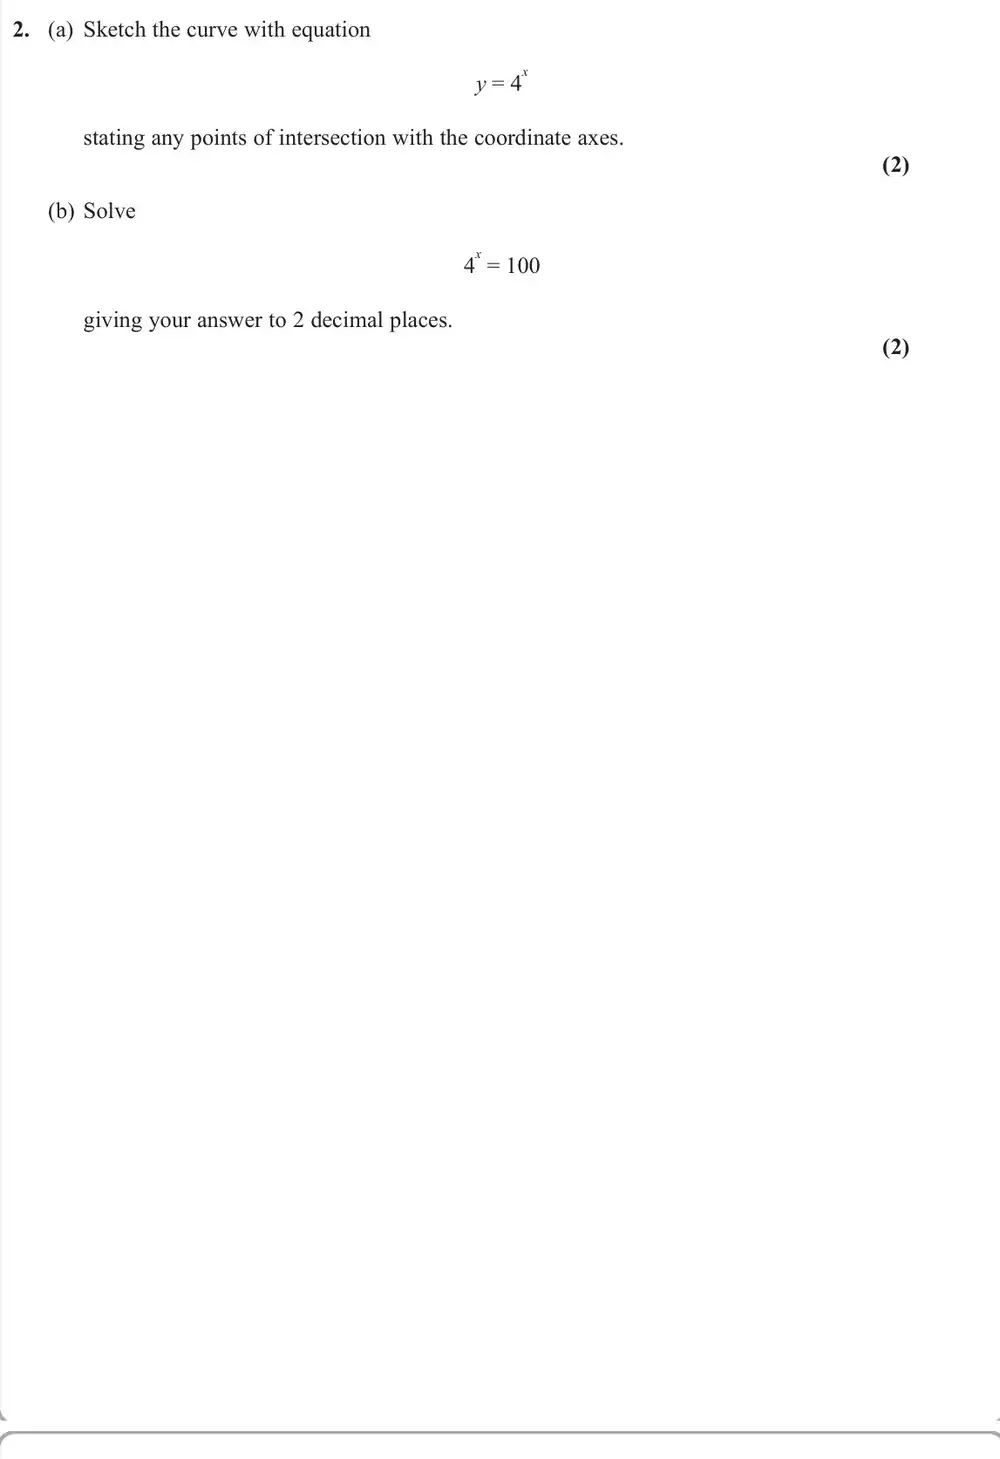 2. (a) Sketch the curve with equation
y = 4^x
stating any points of intersection with the coordinate axes.
(2)
(b) Solve
4^x = 100
giving your answer to 2 decimal places.
(2)